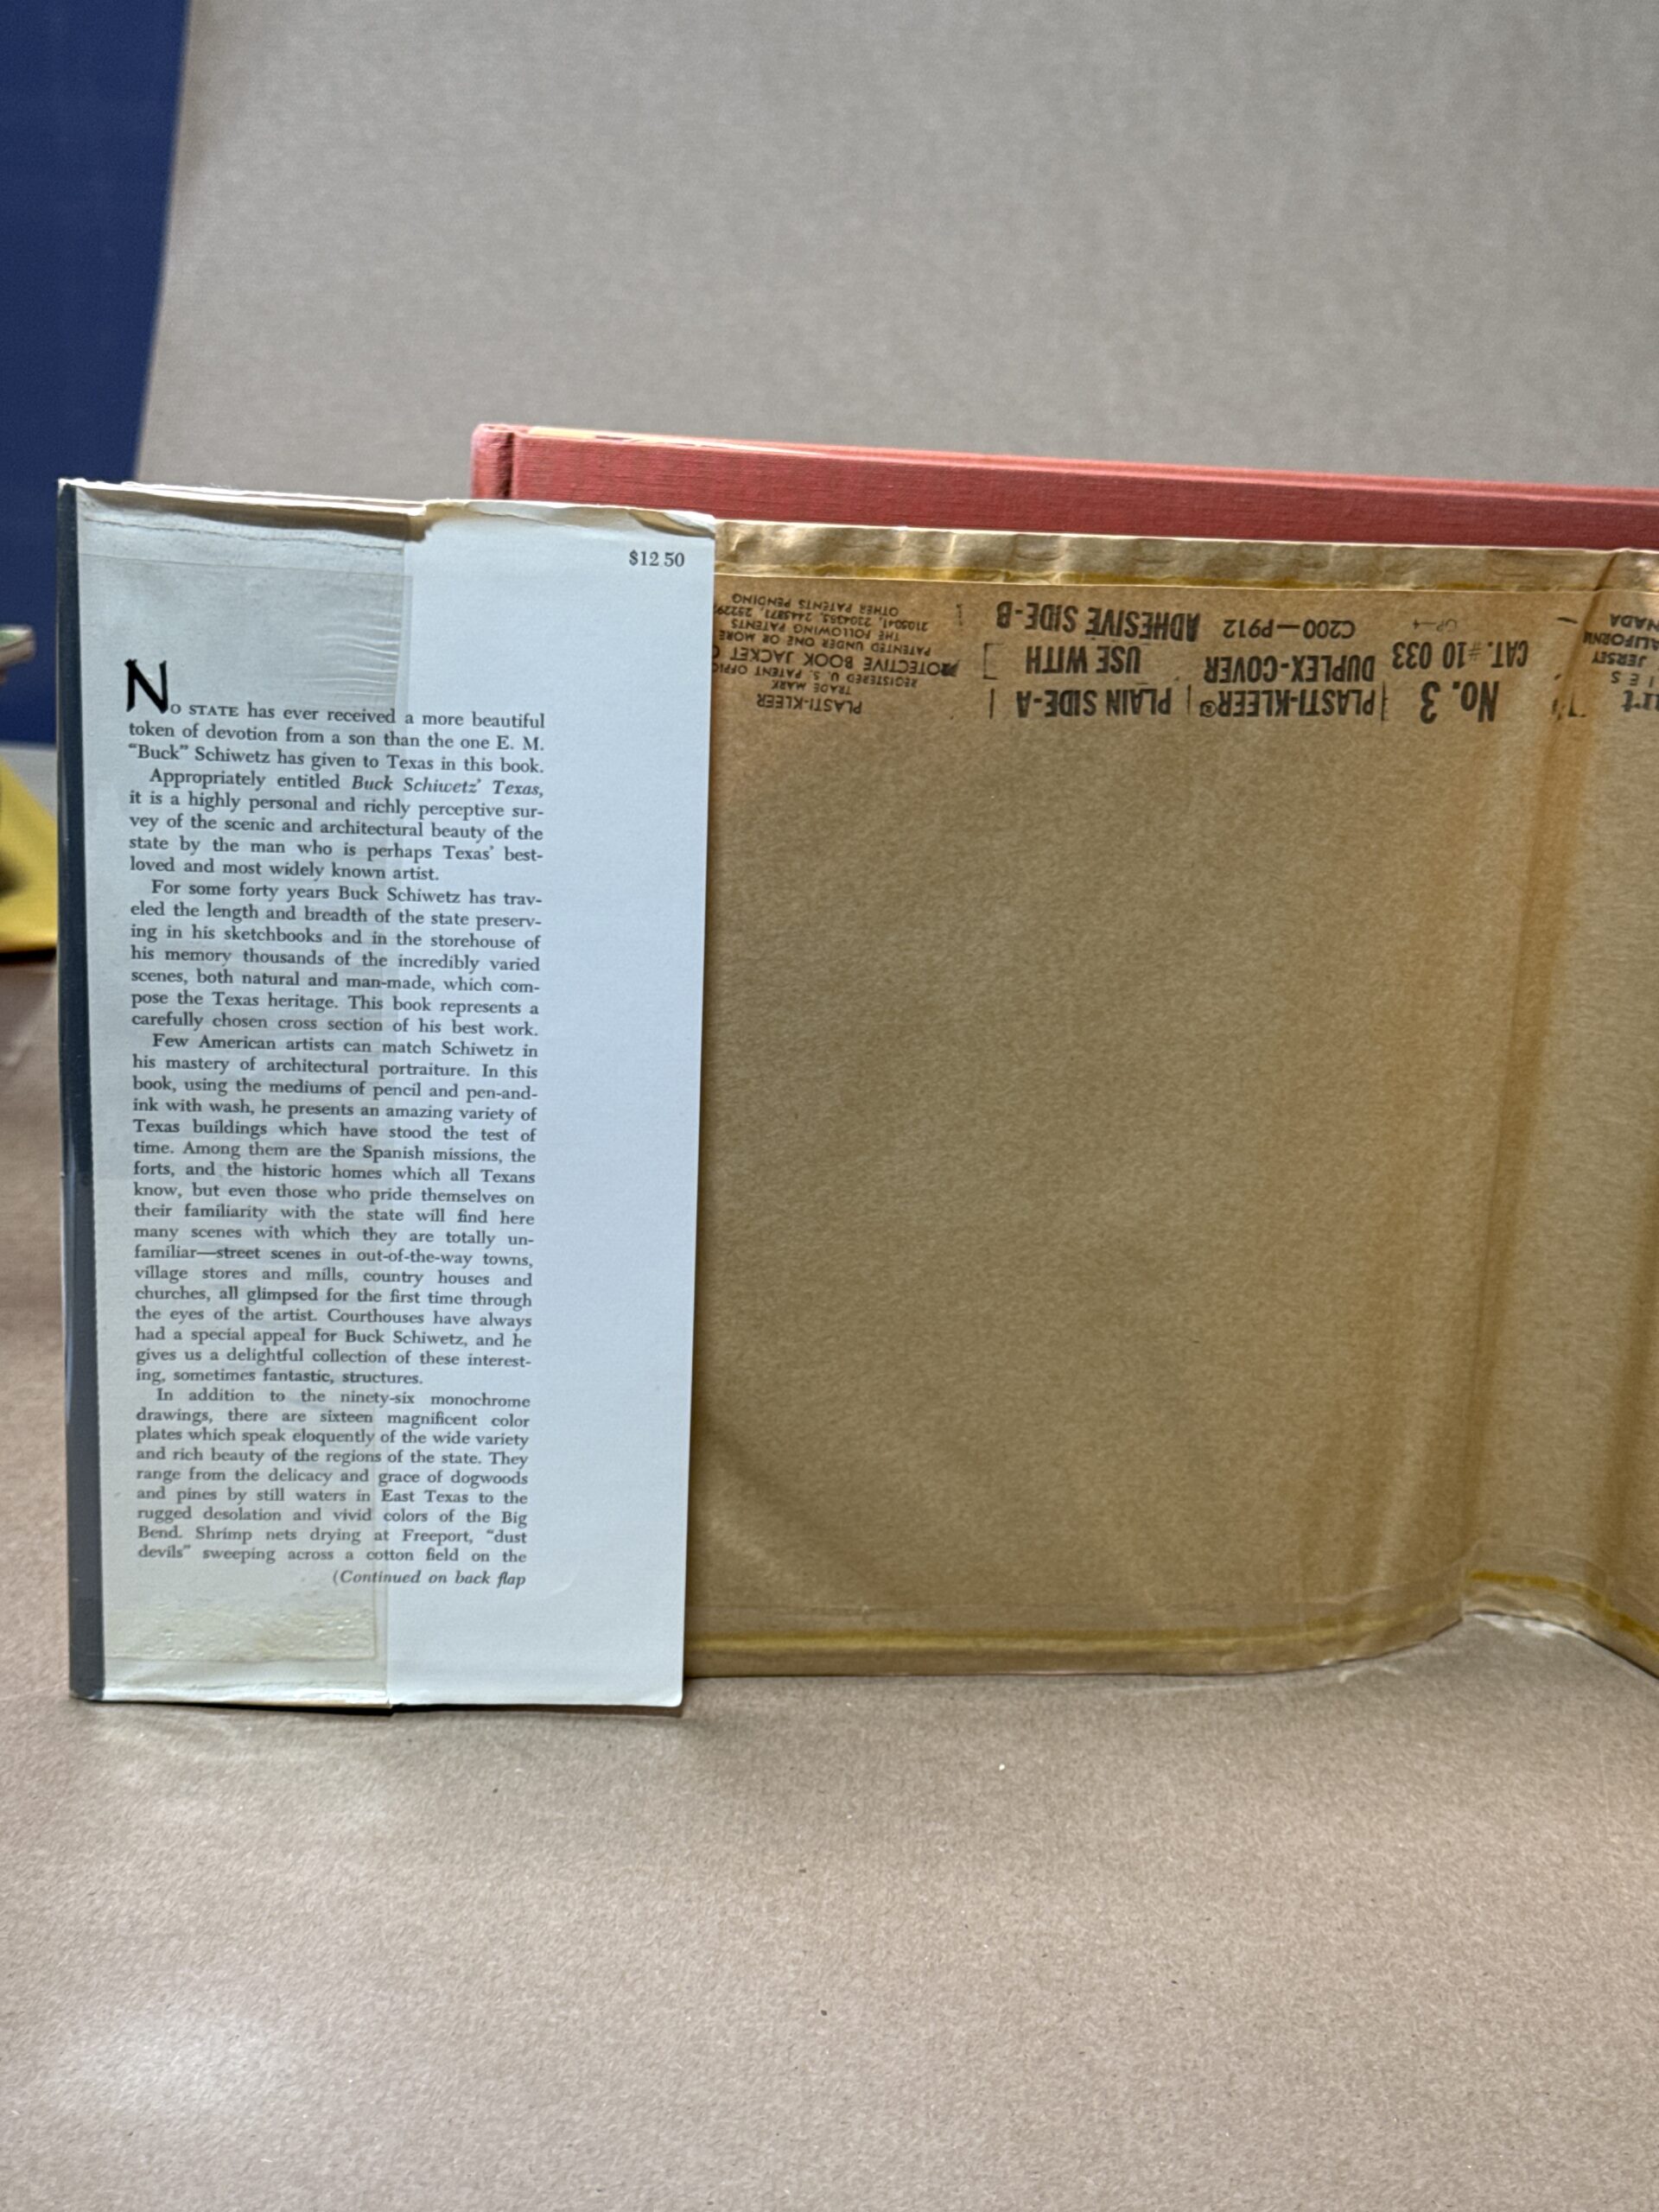 $12.50
No STATE has ever received a more beautiful
token of devotion from a son than the one E. M.
“Buck” Schiwetz has given to Texas in this book.
Appropriately entitled Buck Schiwetz’ Texas,
it is a highly personal and richly perceptive sur-
vey of the scenic and architectural beauty of the
state by the man who is perhaps Texas’ best-
loved and most widely known artist.
For some forty years Buck Schiwetz has trav-
eled the length and breadth of the state preserv-
ing in his sketchbooks and in the storehouse of
his memory thousands of the incredibly varied
scenes, both natural and man-made, which com-
pose the Texas heritage. This book represents a
carefully chosen cross section of his best work.
Few American artists can match Schiwetz in
his mastery of architectural portraiture. In this
book, using the mediums of pencil and pen-and-
ink with wash, he presents an amazing variety of
Texas buildings which have stood the test of
time. Among them are the Spanish missions, the
forts, and the historic homes which all Texans
know, but even those who pride themselves on
their familiarity with the state will find here
many scenes with which they are totally un-
familiar—street scenes in out-of-the-way towns,
village stores and mills, country houses and
churches, all glimpsed for the first time through
the eyes of the artist. Courthouses have always
had a special appeal for Buck Schiwetz, and he
gives us a delightful collection of these interest-
ing, sometimes fantastic, structures.
In addition to the ninety-six monochrome
drawings, there are sixteen magnificent color
plates which speak eloquently of the wide variety
and rich beauty of the regions of the state. They
range from the delicacy and grace of dogwoods
and pines by still waters in East Texas to the
rugged desolation and vivid colors of the Big
Bend. Shrimp nets drying at Freeport, “dust
devils” sweeping across a cotton field on the
(Continued on back flap
No. 3
CAT. #10 033
PLASTI-KLEER®
DUPLEX-COVER
C200—P912
PLAIN SIDE-A
USE WITH
ADHESIVE SIDE-B
PLASTI-KLEER
TRADE MARK
REGISTERED U. S. PATENT OFFIC
PROTECTIVE BOOK JACKET
PATENTED UNDER ONE OR MORE
THE FOLLOWING PATENTS
OTHER PATENTS PENDING
JERSEY